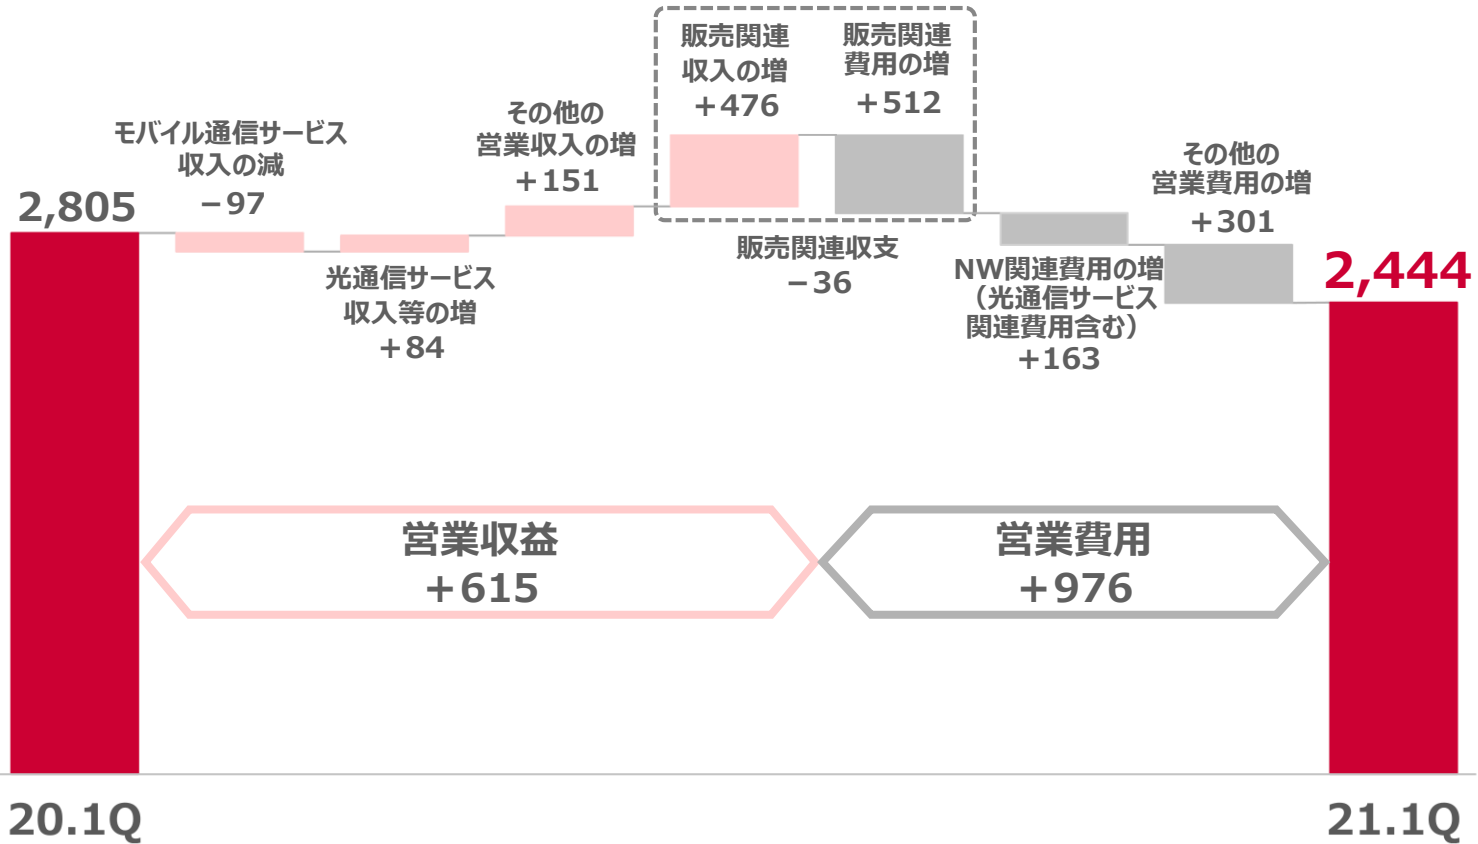 2,805
モバイル通信サービス
収入の減
－97
光通信サービス
収入等の増
＋84
その他の
営業収入の増
＋151
販売関連
収入の増
＋476
販売関連
費用の増
＋512
販売関連収支
－36
NW関連費用の増
（光通信サービス
関連費用含む）
＋163
その他の
営業費用の増
＋301
2,444
営業収益
＋615
営業費用
＋976
20.1Q
21.1Q